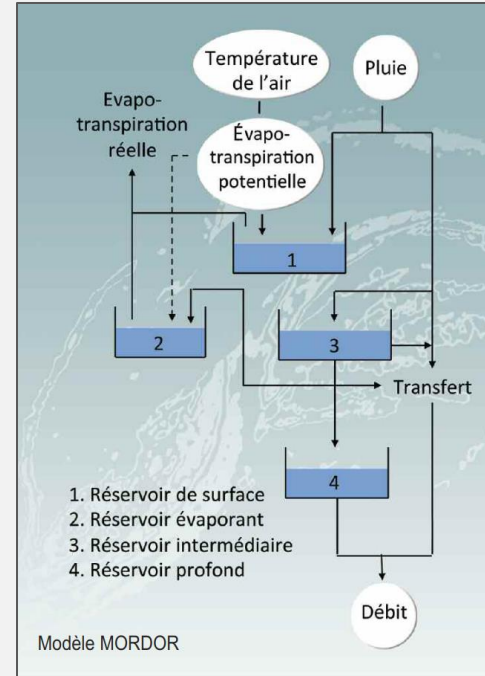 Température
de l'air
Pluie
Evapo-
transpiration
réelle
Évapo-
transpiration
potentielle
1
2
3
Transfert
4
1. Réservoir de surface
2. Réservoir évaporant
3. Réservoir intermédiaire
4. Réservoir profond
Débit
Modèle MORDOR